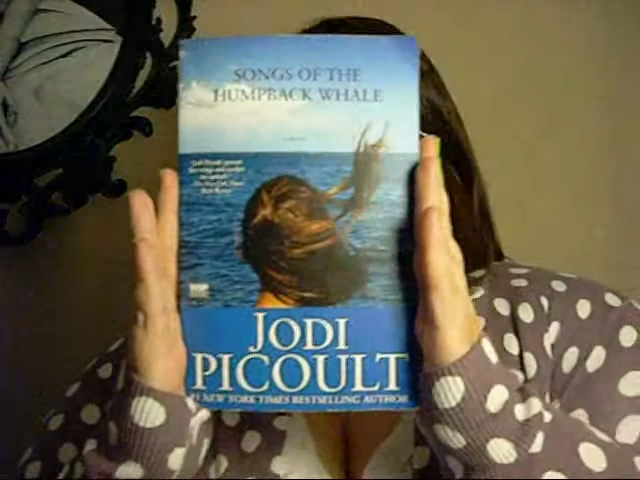 SONGS OF THE
HUMPBACK WHALE
JODI
PICOULT
#1 NEW YORK TIMES BESTSELLING AUTHOR